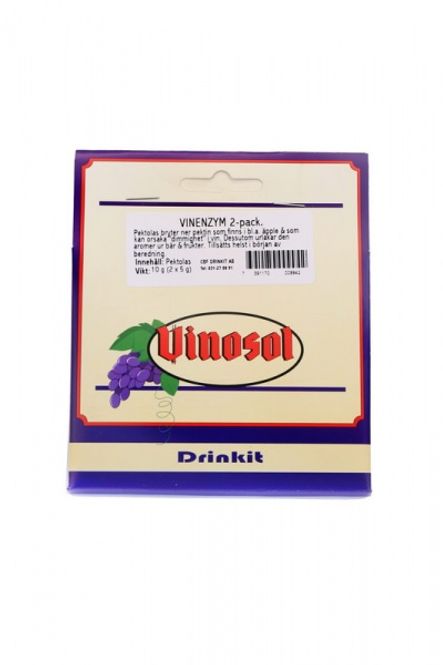 VINENZYM 2-pack.
Pektolas bryter ner pektin som finns i bl.a. äpple & som
kan orsaka "dimmighet" i vin. Dessutom urlakar den
aromer ur bär & frukter. Tillsätts helst i början av
beredning.
Innehåll: Pektolas CBF DRINKIT AB
Vikt: 10 g (2 x 5 g)
Vinosol
Drinkit